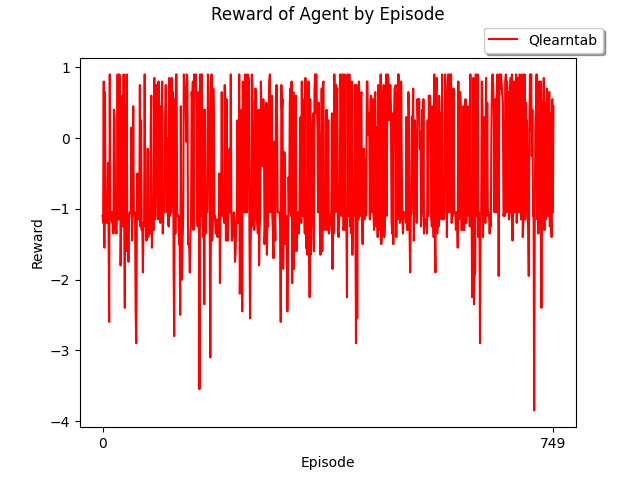 Reward of Agent by Episode
Qlearntab
1
0
−1
−2
−3
−4
Reward
0
749
Episode